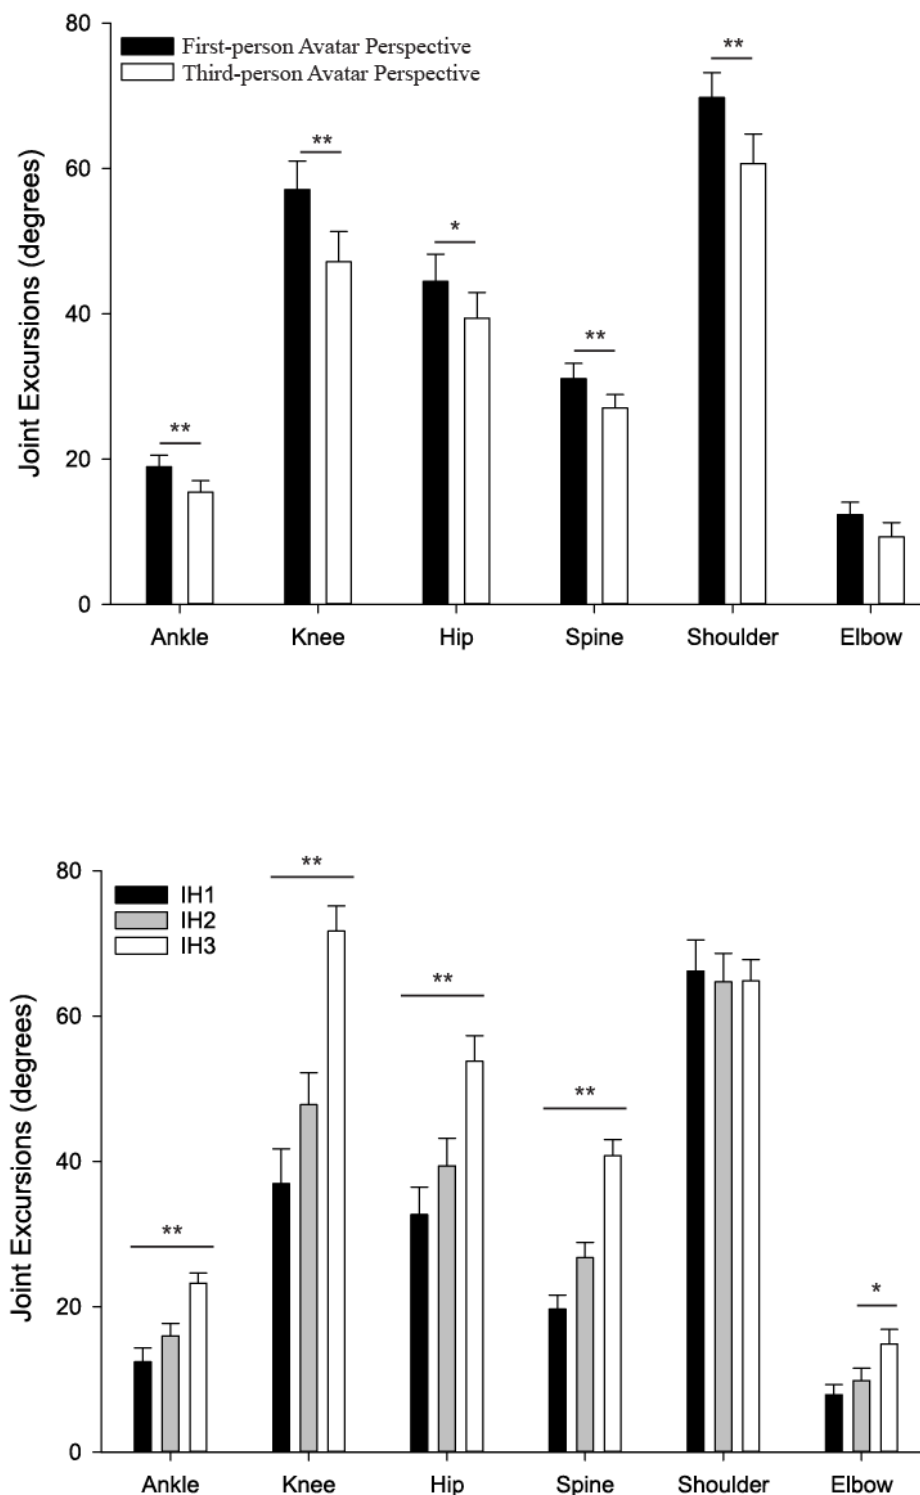 80
First-person Avatar Perspective
Third-person Avatar Perspective
**
**
*
**
**
60
40
20
0
Joint Excursions (degrees)
Ankle Knee Hip Spine Shoulder Elbow
80
IH1
IH2
IH3
**
**
**
**
*
60
40
20
0
Joint Excursions (degrees)
Ankle Knee Hip Spine Shoulder Elbow